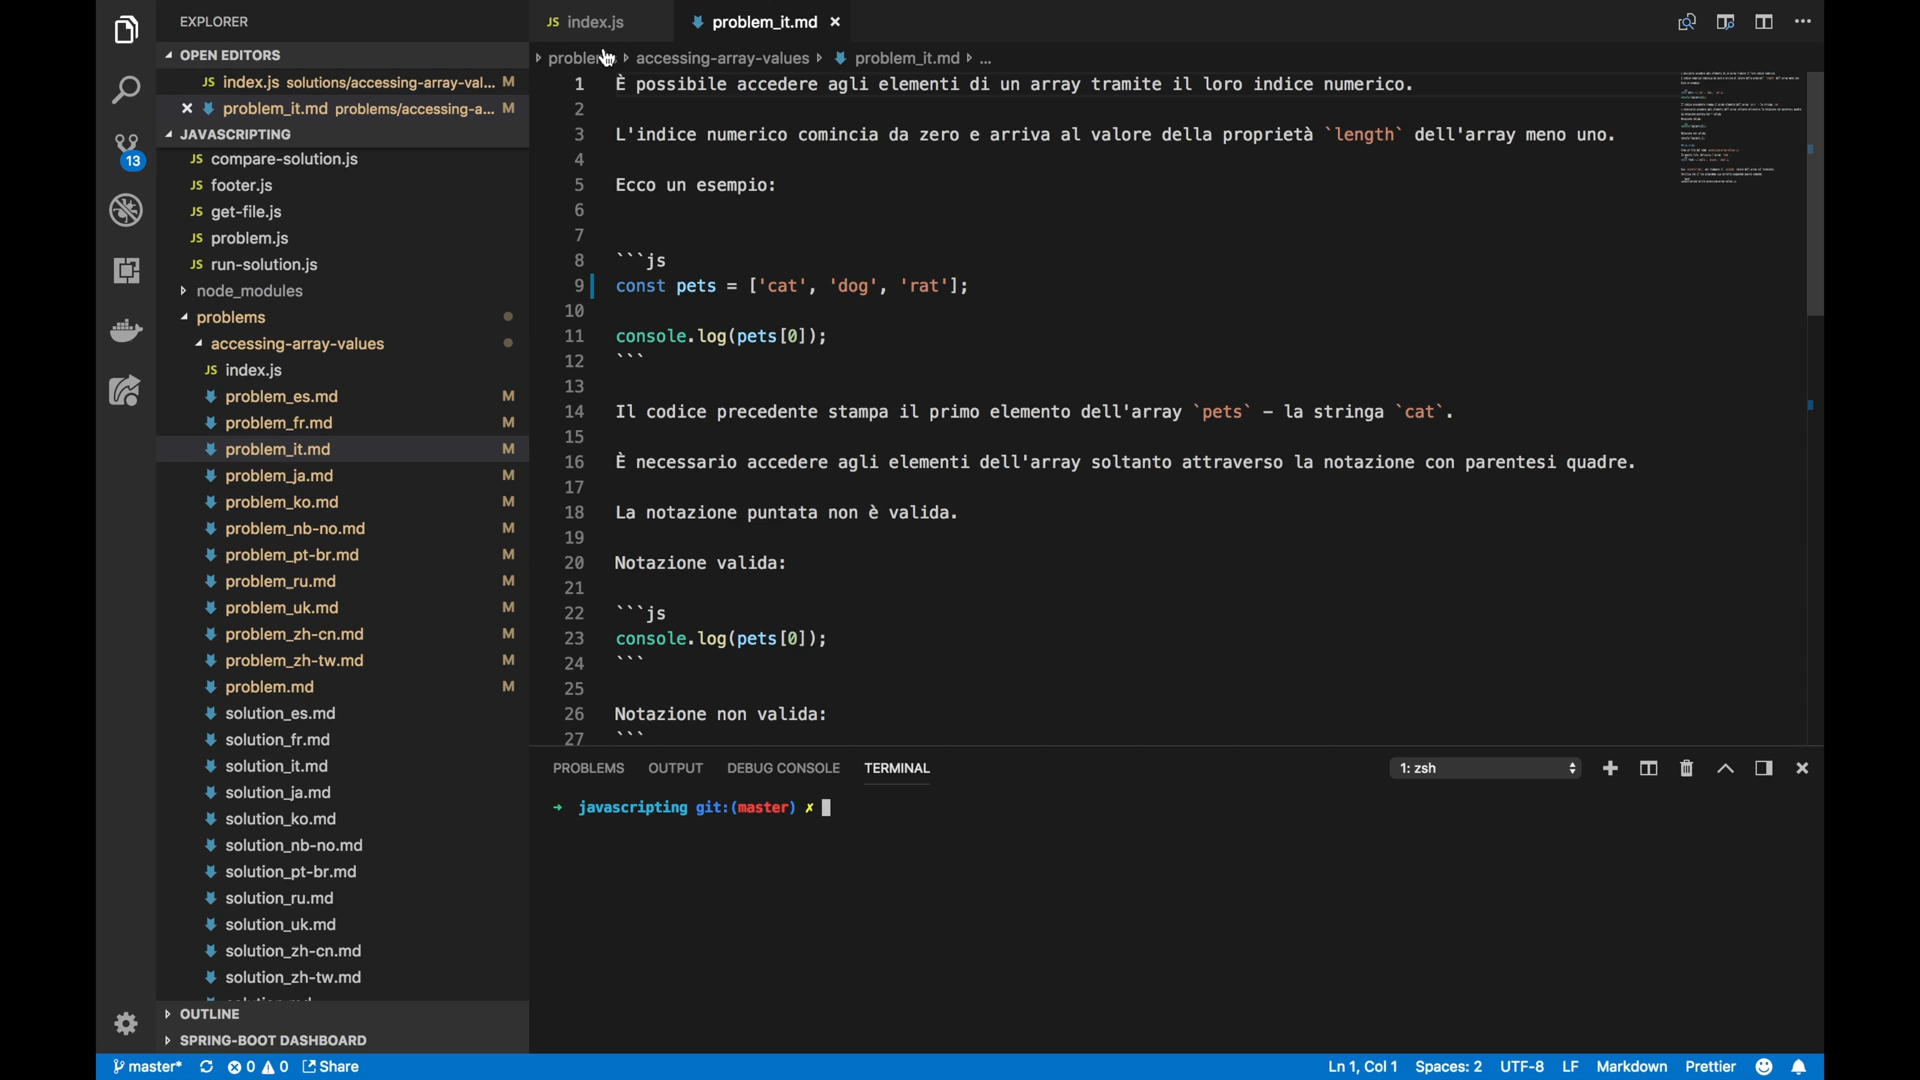 EXPLORER
OPEN EDITORS
JS index.js solutions/accessing-array-val... M
problem_it.md problems/accessing-a... M
JAVASCRIPTING
JS compare-solution.js
JS footer.js
JS get-file.js
JS problem.js
JS run-solution.js
node_modules
problems
accessing-array-values
JS index.js
problem_es.md M
problem_fr.md M
problem_it.md M
problem_ja.md M
problem_ko.md M
problem_nb-no.md M
problem_pt-br.md M
problem_ru.md M
problem_uk.md M
problem_zh-cn.md M
problem_zh-tw.md M
problem.md M
solution_es.md
solution_fr.md
solution_it.md
solution_ja.md
solution_ko.md
solution_nb-no.md
solution_pt-br.md
solution_ru.md
solution_uk.md
solution_zh-cn.md
solution_zh-tw.md
OUTLINE
SPRING-BOOT DASHBOARD
13
JS index.js problem_it.md
accessing-array-values problem_it.md ...
1 È possibile accedere agli elementi di un array tramite il loro indice numerico.
2
3 L'indice numerico comincia da zero e arriva al valore della proprietà `length` dell'array meno uno.
4
5 Ecco un esempio:
6
7
8 ```js
9 const pets = ['cat', 'dog', 'rat'];
10
11 console.log(pets[0]);
12 ```
13
14 Il codice precedente stampa il primo elemento dell'array `pets` – la stringa `cat`.
15
16 È necessario accedere agli elementi dell'array soltanto attraverso la notazione con parentesi quadre.
17
18 La notazione puntata non è valida.
19
20 Notazione valida:
21
22 ```js
23 console.log(pets[0]);
24 ```
25
26 Notazione non valida:
27 ```
PROBLEMS OUTPUT DEBUG CONSOLE TERMINAL 1: zsh
→ javascripting git:(master) ✗
master* 0 0 Share Ln 1, Col 1 Spaces: 2 UTF-8 LF Markdown Prettier